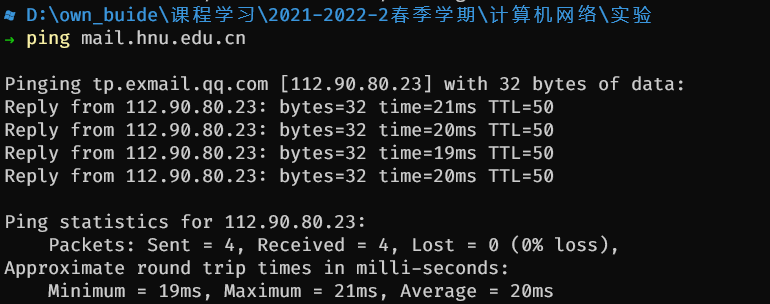 D:\own_buide\课程学习\2021-2022-2春季学期\计算机网络\实验
→ ping mail.hnu.edu.cn
Pinging tp.exmail.qq.com [112.90.80.23] with 32 bytes of data:
Reply from 112.90.80.23: bytes=32 time=21ms TTL=50
Reply from 112.90.80.23: bytes=32 time=20ms TTL=50
Reply from 112.90.80.23: bytes=32 time=19ms TTL=50
Reply from 112.90.80.23: bytes=32 time=20ms TTL=50
Ping statistics for 112.90.80.23:
Packets: Sent = 4, Received = 4, Lost = 0 (0% loss),
Approximate round trip times in milli-seconds:
Minimum = 19ms, Maximum = 21ms, Average = 20ms